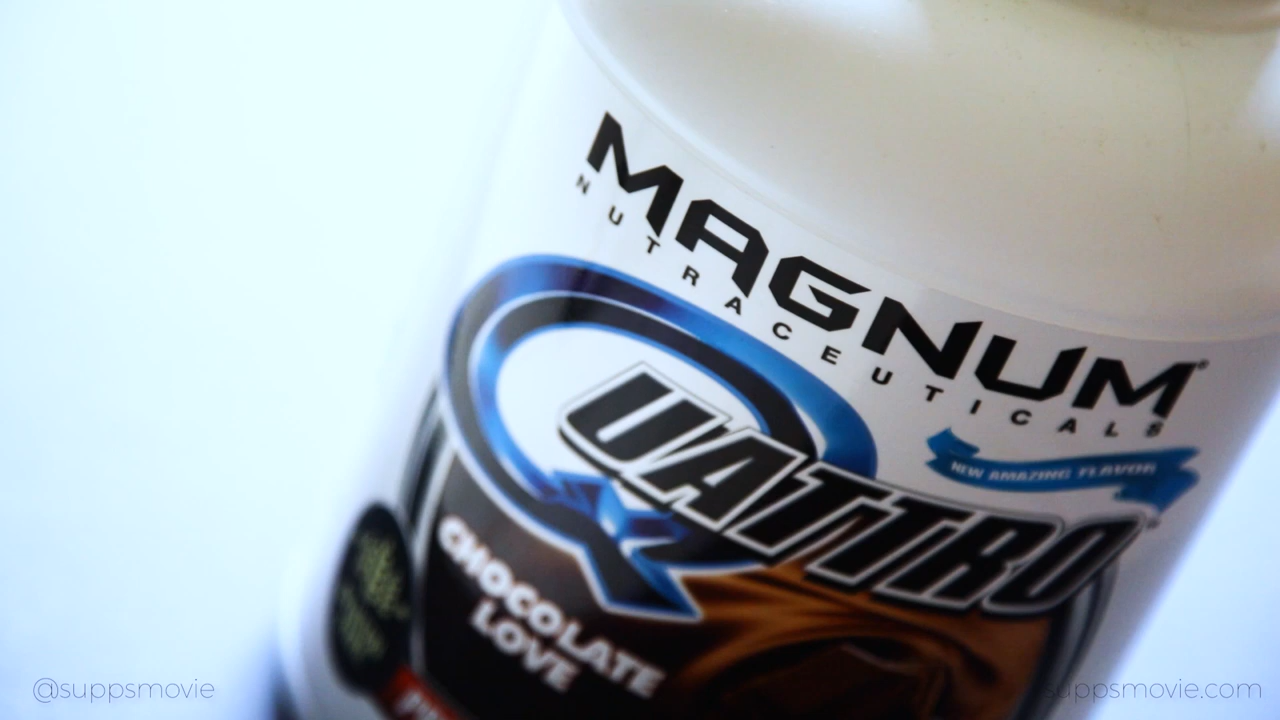 MAGNUM®
NUTRACEUTICALS
NEW AMAZING FLAVOR
QUATTRO
CHOCOLATE
LOVE
@suppsmovie
suppsmovie.com